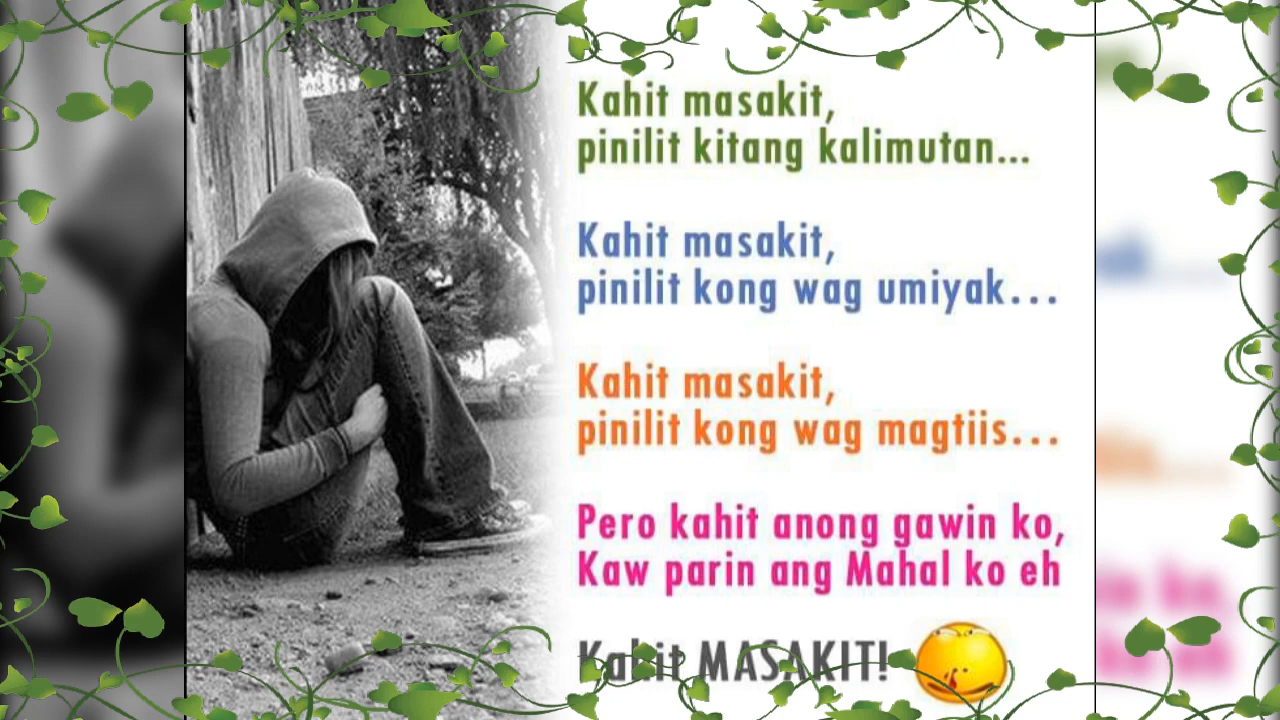 Kahit masakit,
pinilit kitang kalimutan...
Kahit masakit,
pinilit kong wag umiyak...
Kahit masakit,
pinilit kong wag magtiis...
Pero kahit anong gawin ko,
Kaw parin ang Mahal ko eh
Kahit MASAKIT!